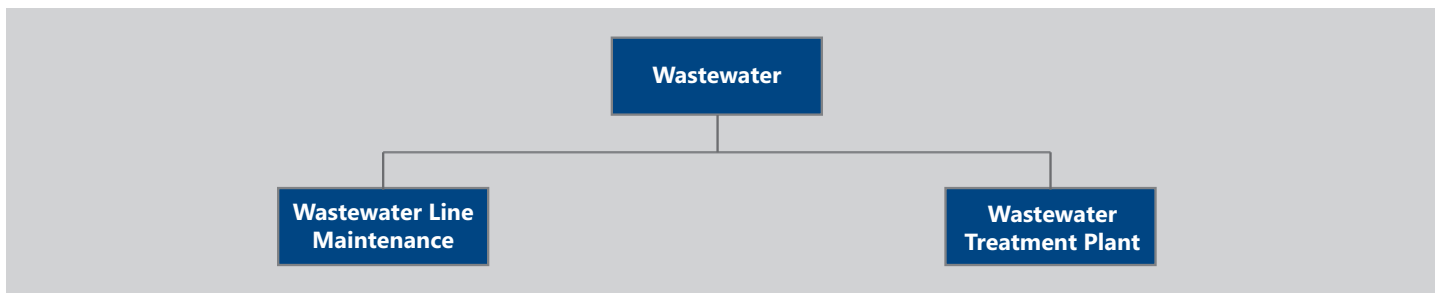 Wastewater
Wastewater Line
Maintenance
Wastewater
Treatment Plant